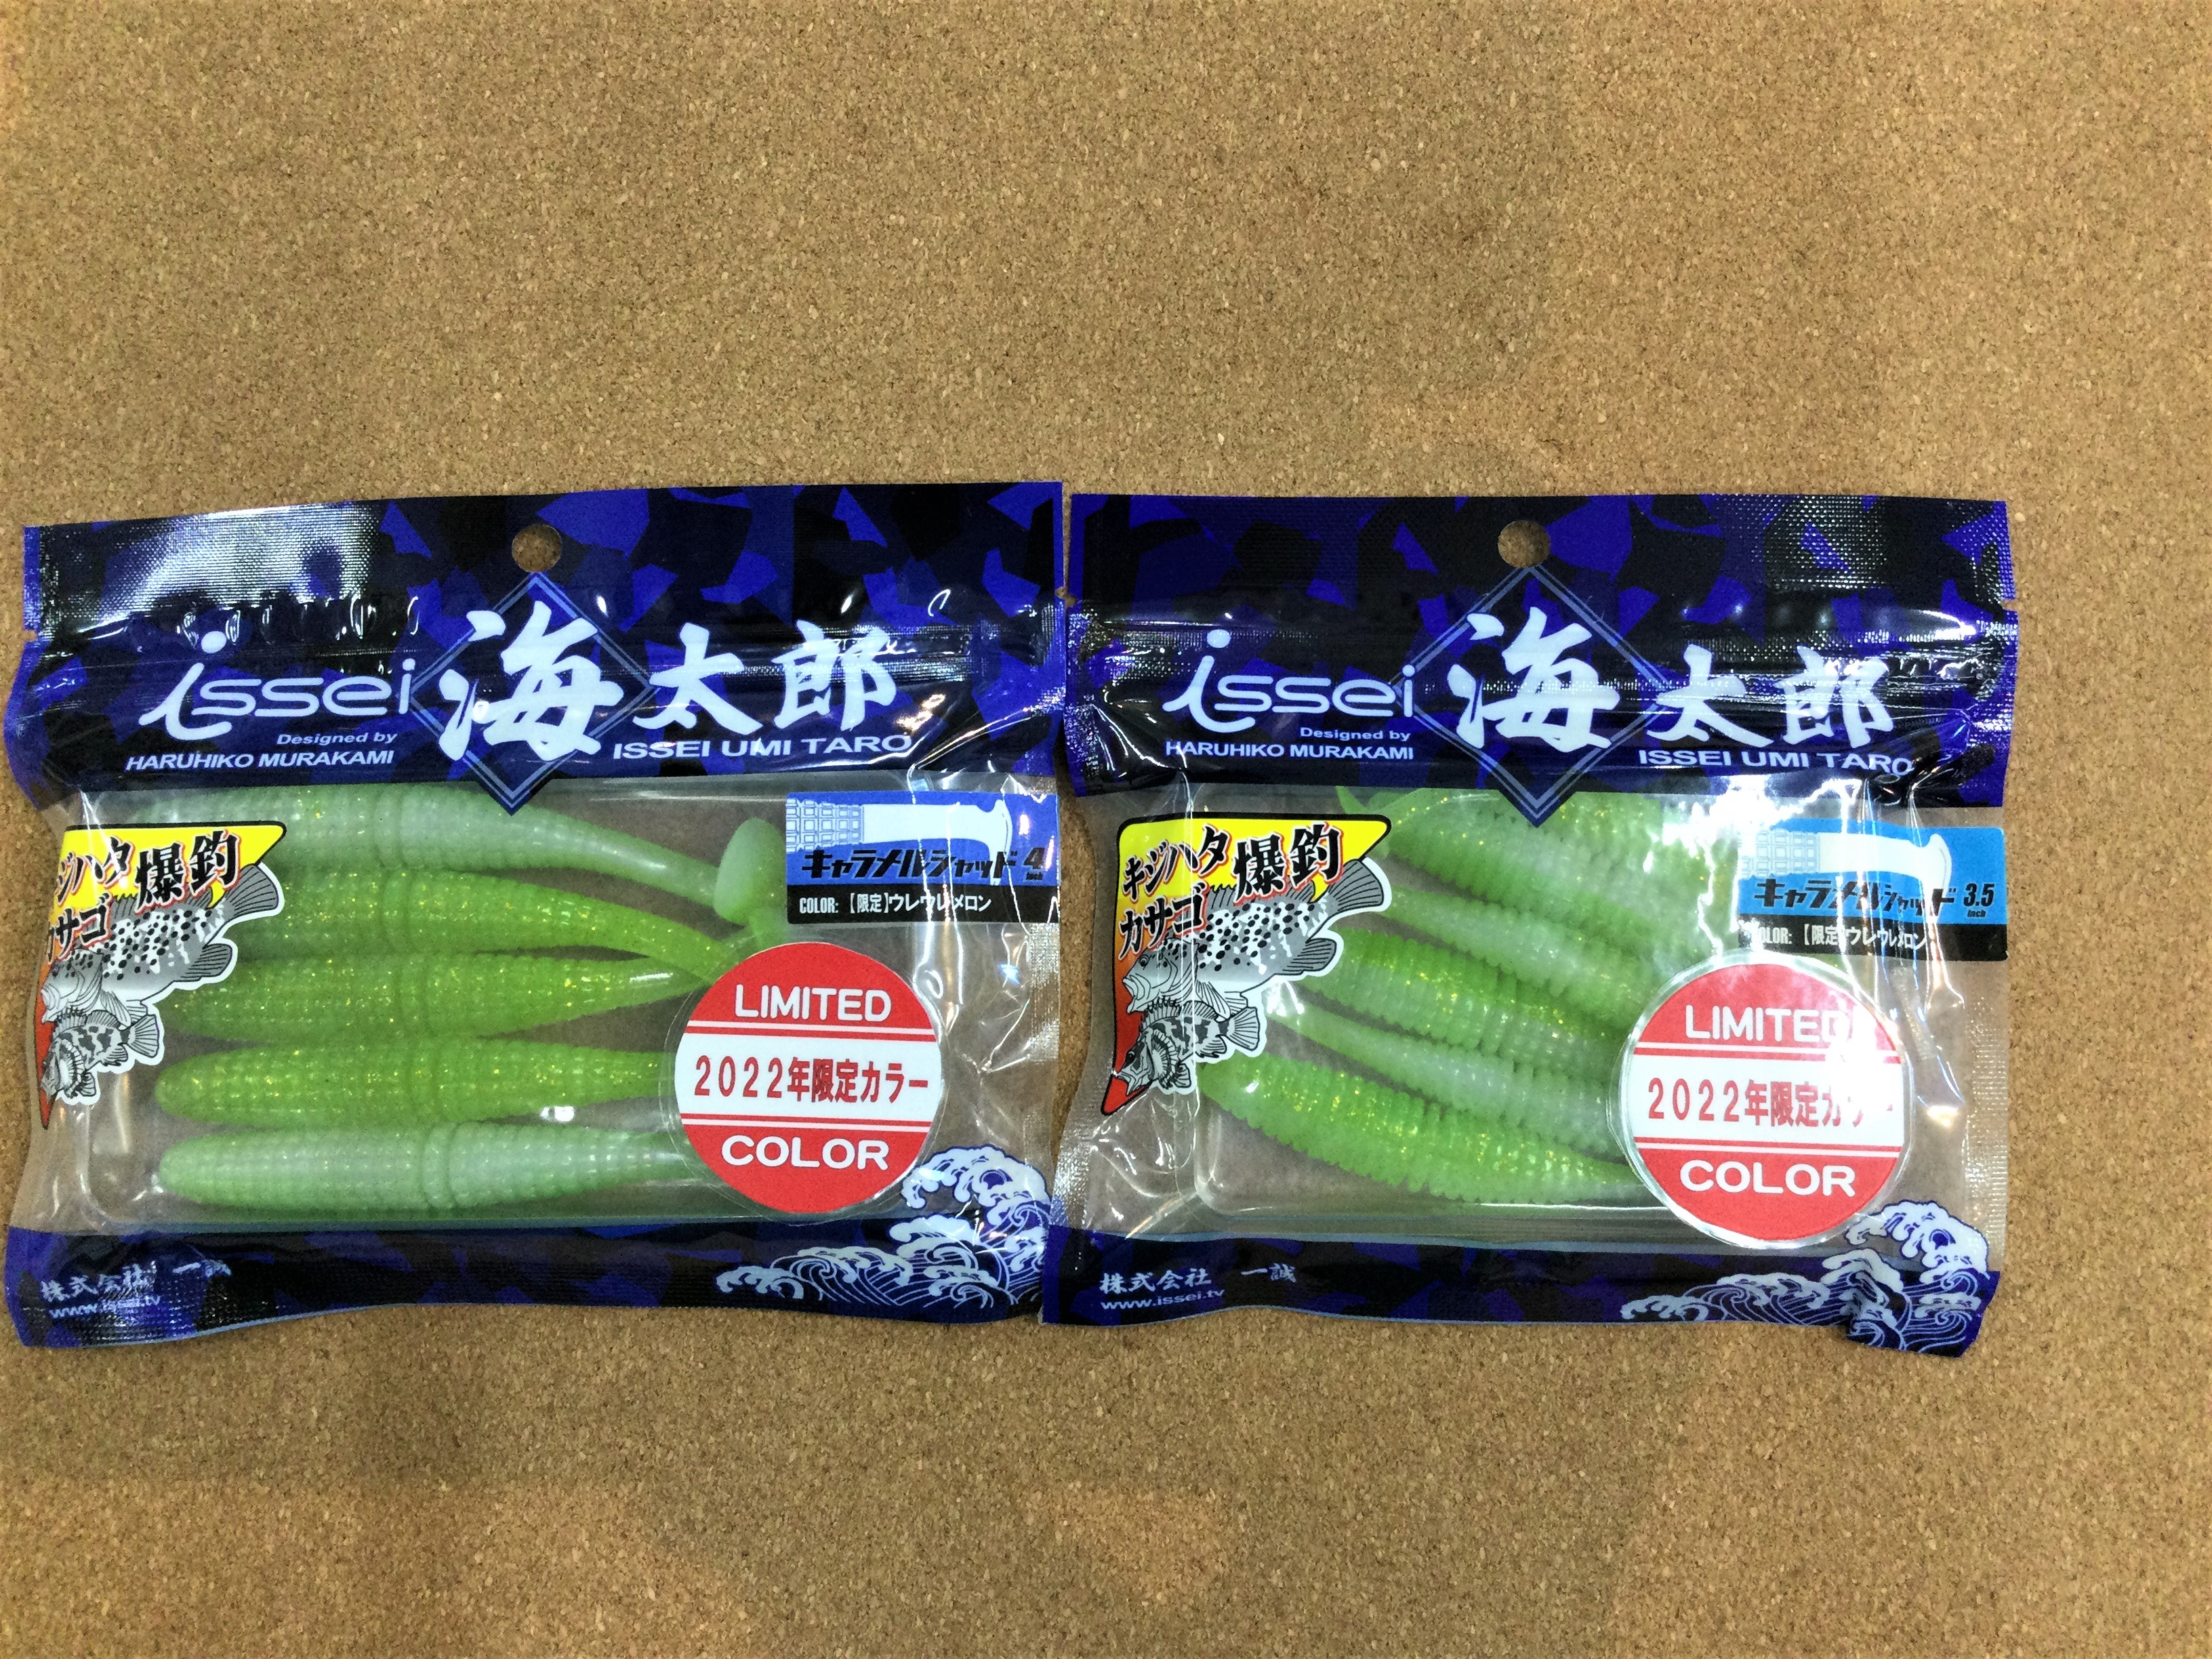 issei 海太郎
Designed by
HARUHIKO MURAKAMI
ISSEI UMI TARO
キジハタ 爆釣
カサゴ
キャラメルシャッド 4 inch
COLOR: 【限定】ウレウレメロン
LIMITED
2022年限定カラー
COLOR
株式会社 一誠
www.issei.tv
issei 海太郎
Designed by
HARUHIKO MURAKAMI
ISSEI UMI TARO
キジハタ 爆釣
カサゴ
キャラメルシャッド 3.5 inch
COLOR: 【限定】ウレウレメロン
LIMITED
2022年限定カラー
COLOR
株式会社 一誠
www.issei.tv